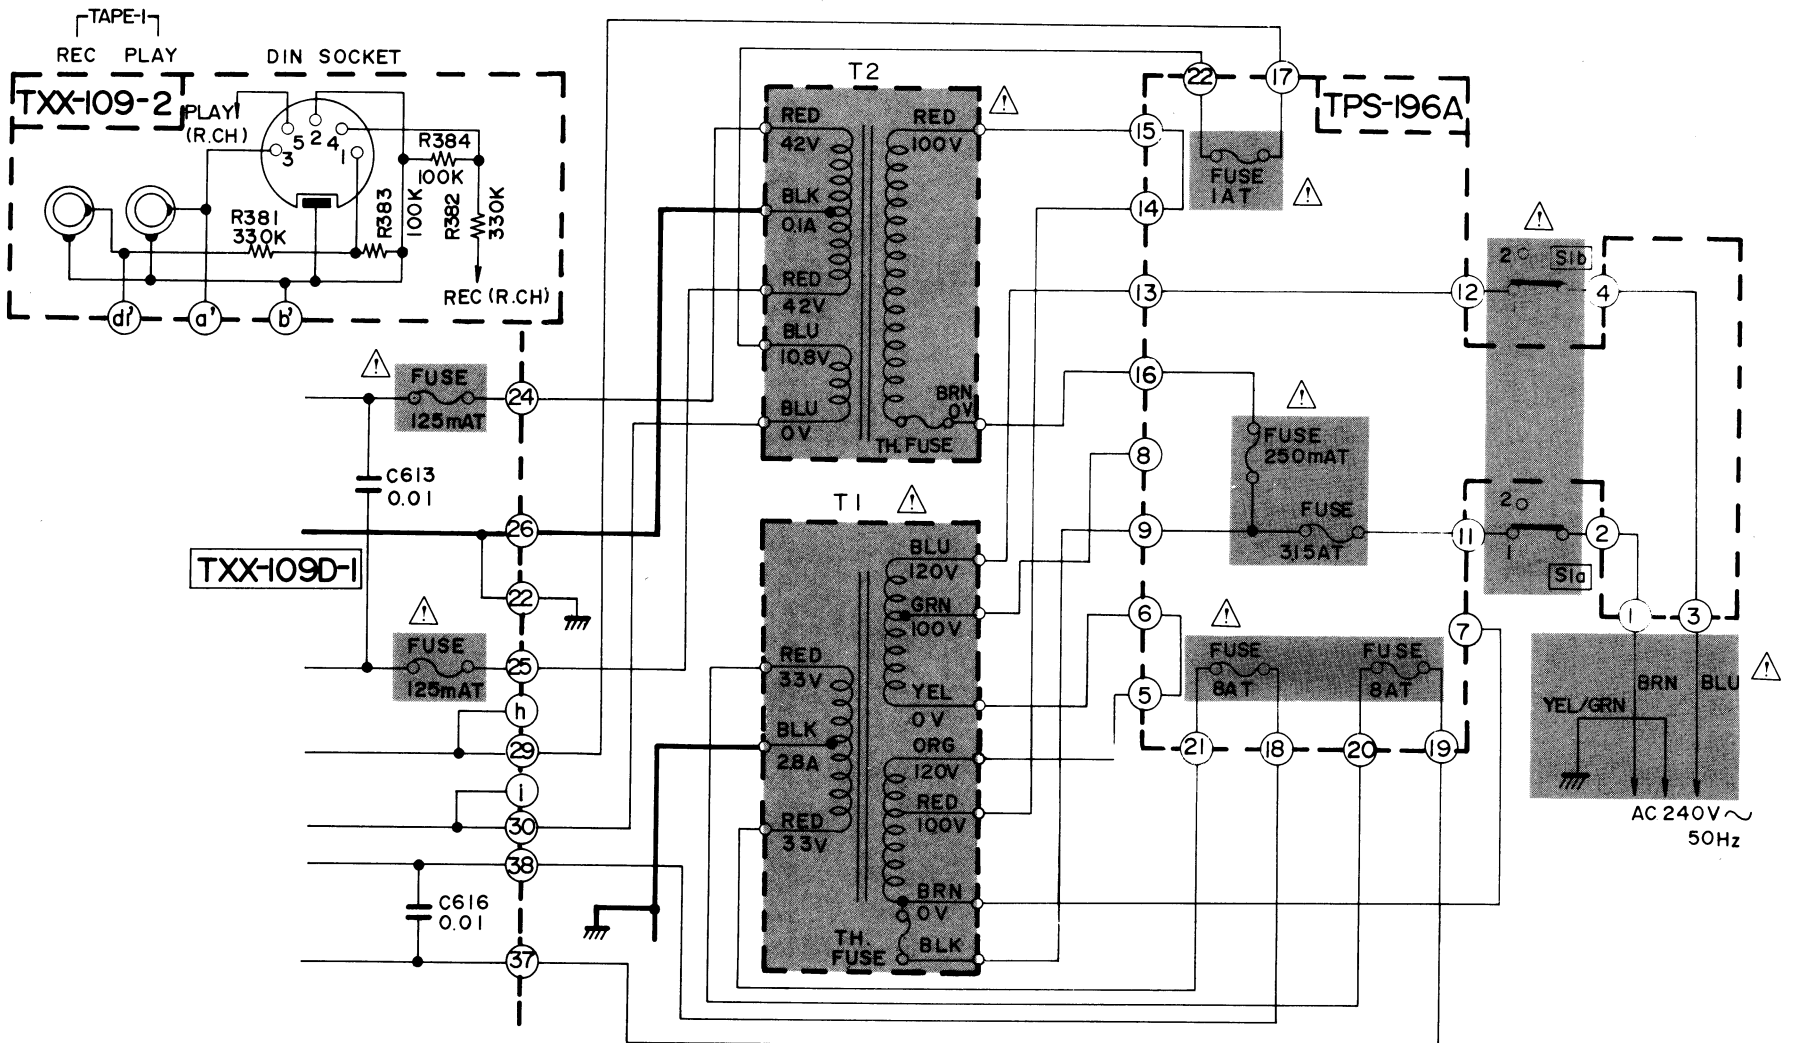 TAPE-1
REC PLAY DIN SOCKET
TXX-109-2
PLAY
(R.CH)
5 2 4
3 1
R384
100K
R383
100K
R382
330K
R381
330K
REC (R.CH)
d1' a' b'
FUSE
125mAT
24
C613
0.01
26
TXX-109D-1
22
FUSE
125mAT
25
h
29
i
30
38
C616
0.01
37
T2
RED
42V
BLK
0.1A
RED
42V
BLU
10.8V
BLU
0V
RED
100V
BRN
0V
TH. FUSE
T1
BLU
120V
GRN
100V
RED
33V
YEL
0V
BLK
2.8A
ORG
120V
RED
100V
RED
33V
BRN
0V
TH.
FUSE
BLK
22 17
TPS-196A
15
FUSE
1AT
14
13
12
16
8
9
FUSE
250mAT
FUSE
3.15AT
11
6
5
7
FUSE
8AT
FUSE
8AT
21 18 20 19
2
S1b
1
4
2
1
2
S1a
1 3
BRN BLU
YEL/GRN
AC 240V～
50Hz